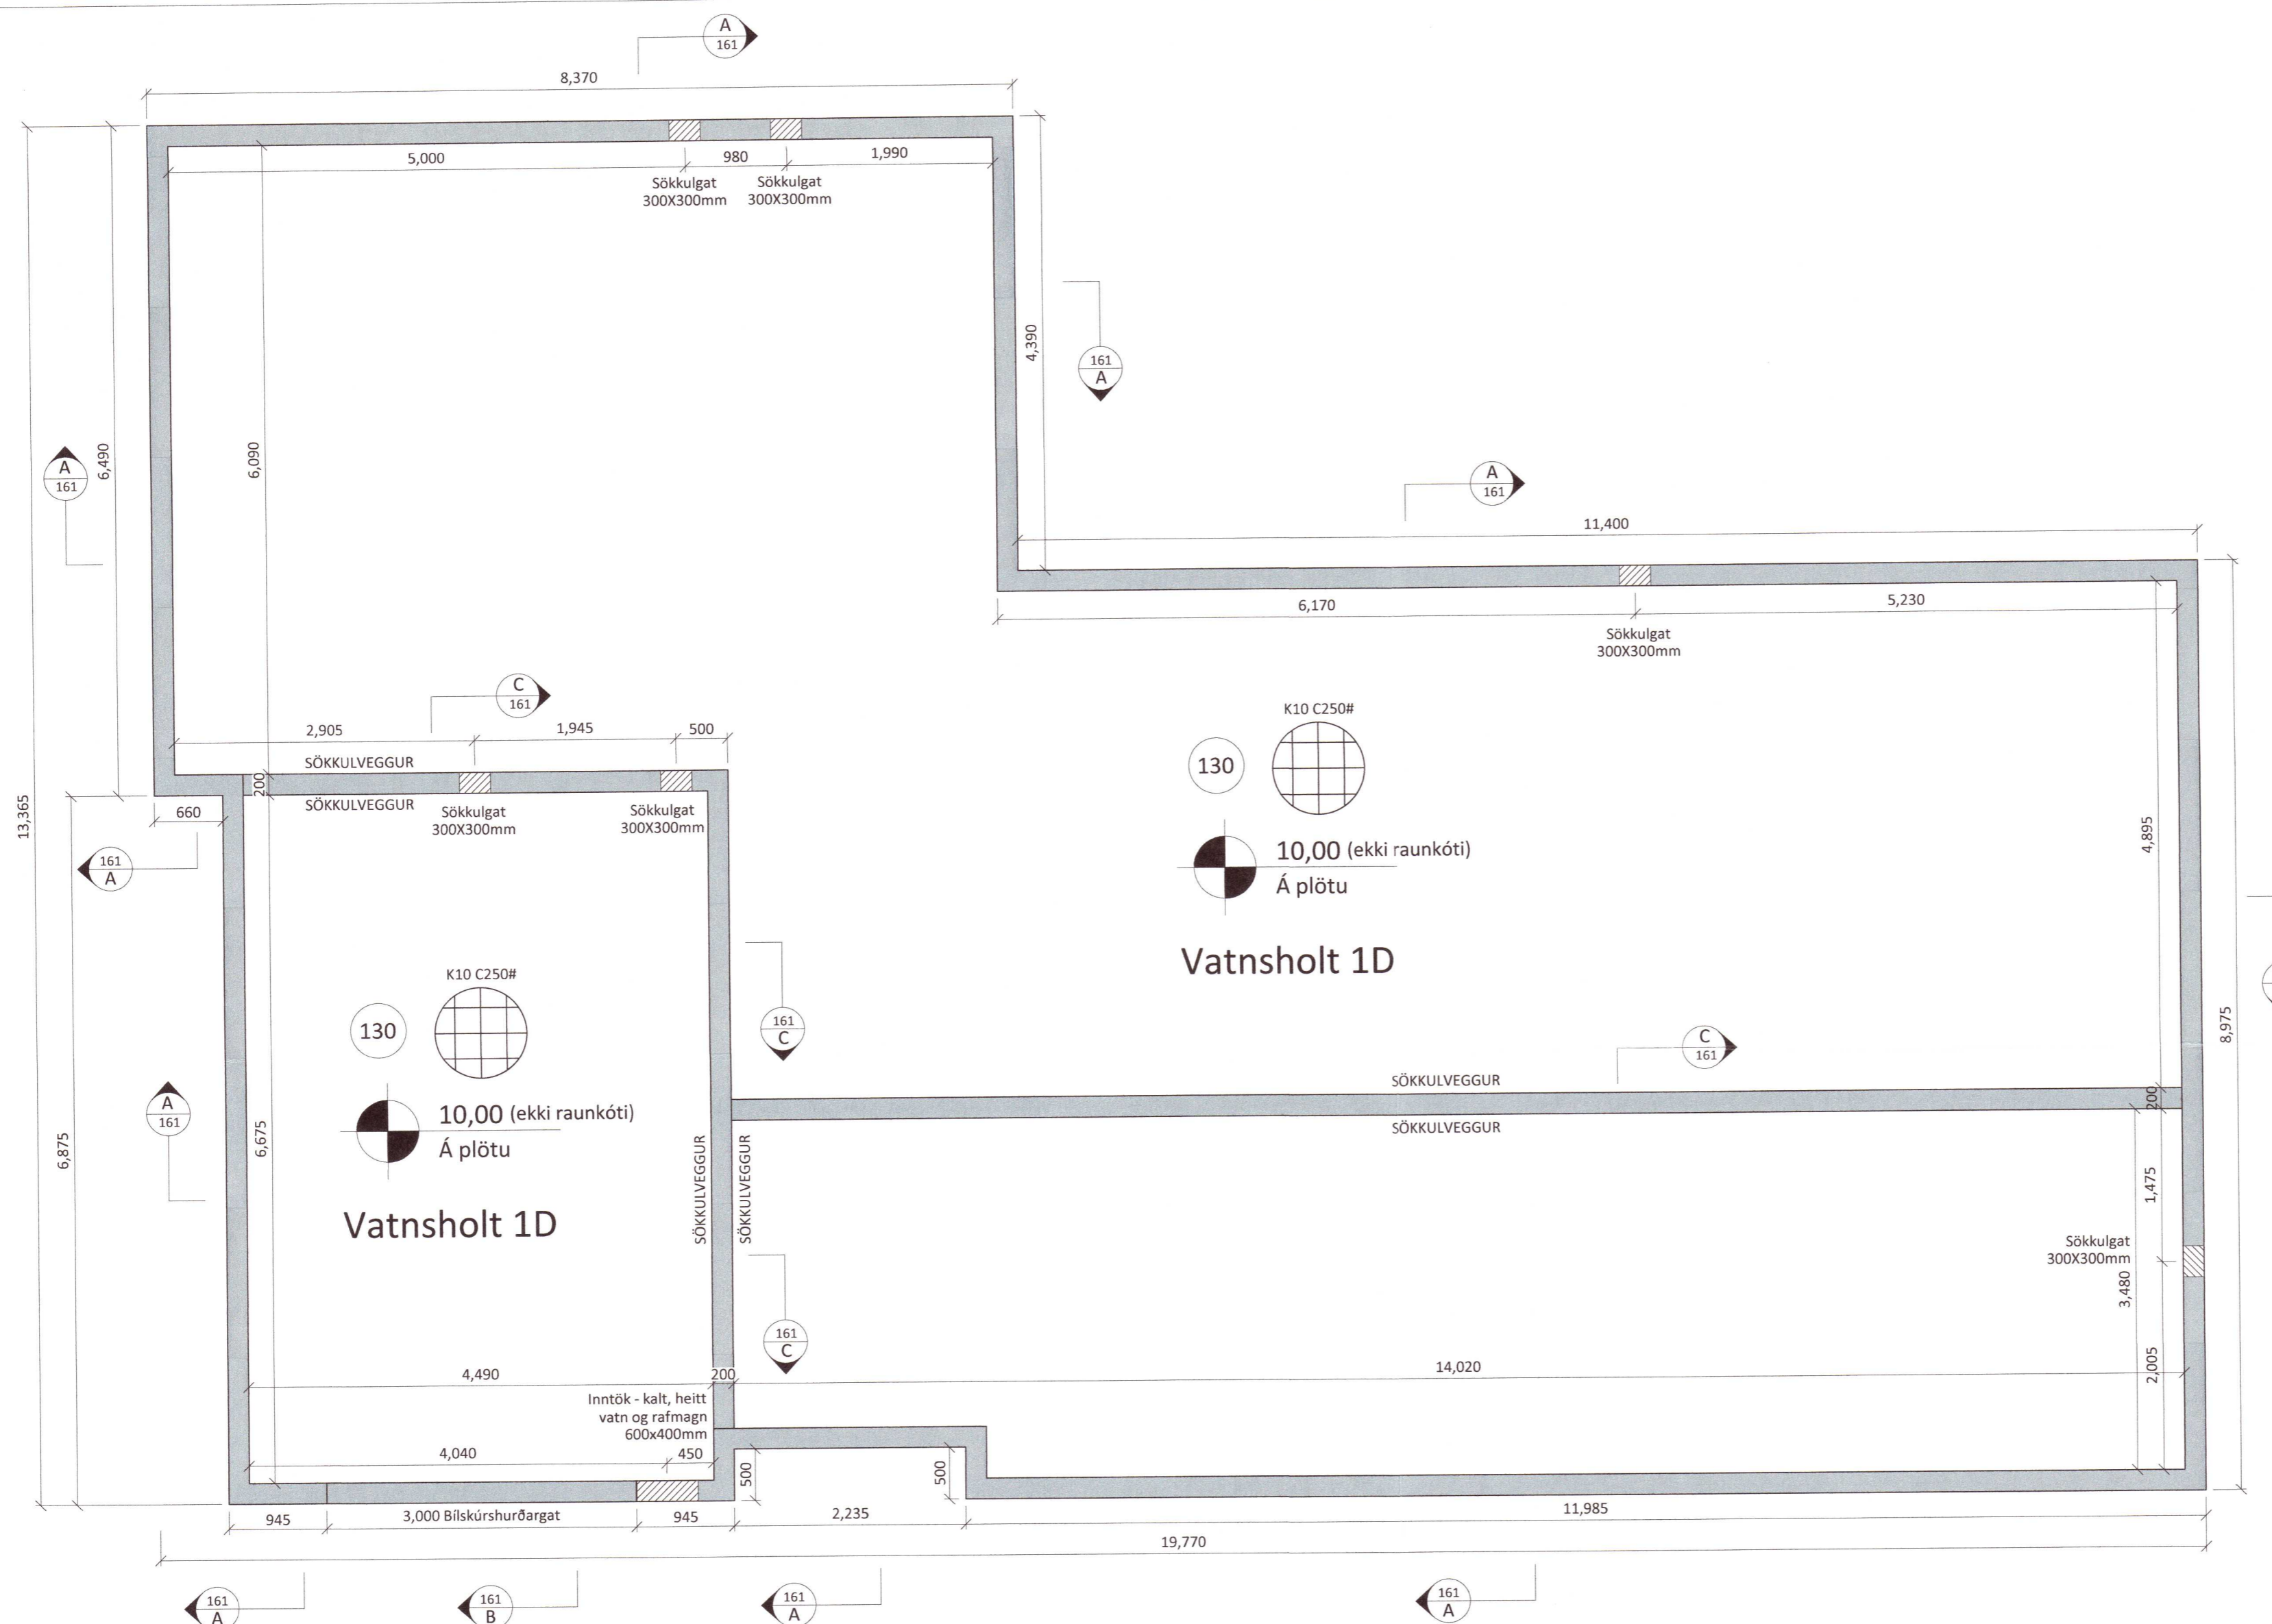 A
161
8,370
5,000
980
1,990
Sökkulgat
300X300mm
Sökkulgat
300X300mm
4,390
161
A
6,490
6,090
A
161
A
161
11,400
6,170
5,230
Sökkulgat
300X300mm
C
161
2,905
1,945
500
SÖKKULVEGGUR
200
SÖKKULVEGGUR
Sökkulgat
300X300mm
Sökkulgat
300X300mm
660
13,365
161
A
K10 C250#
130
10,00 (ekki raunkóti)
Á plötu
Vatnsholt 1D
4,895
8,975
K10 C250#
130
10,00 (ekki raunkóti)
Á plötu
Vatnsholt 1D
161
C
C
161
SÖKKULVEGGUR
SÖKKULVEGGUR
200
A
161
6,875
6,675
SÖKKULVEGGUR
SÖKKULVEGGUR
1,475
Sökkulgat
300X300mm
3,480
2,005
161
C
4,490
200
14,020
Inntök - kalt, heitt
vatn og rafmagn
600x400mm
4,040
450
500
500
945
3,000 Bílskúrshurðargat
945
2,235
11,985
19,770
161
A
161
B
161
A
161
A